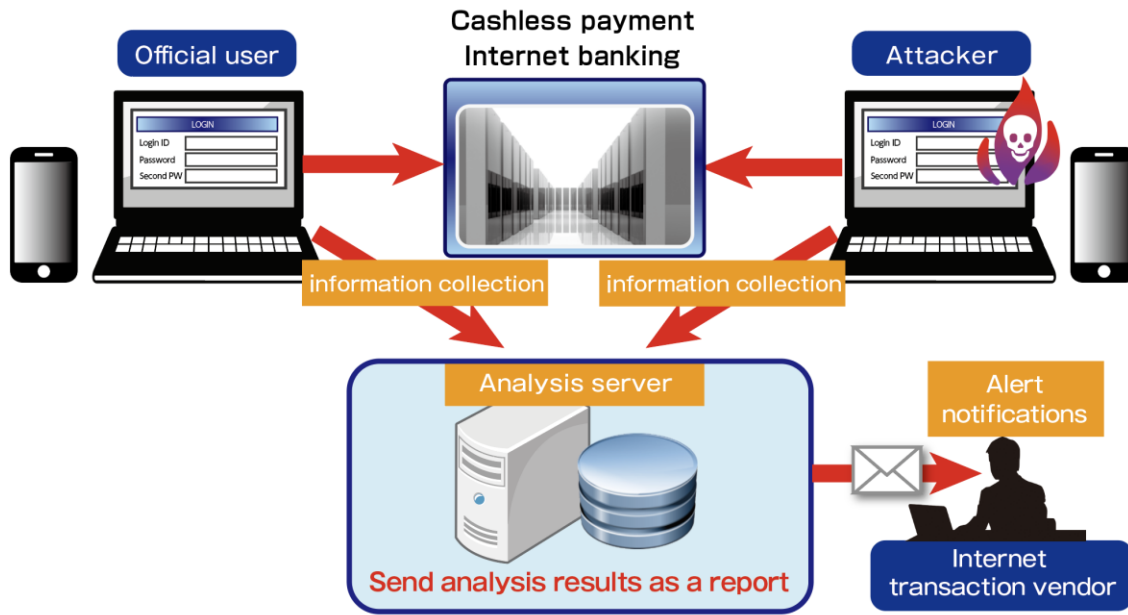 Cashless payment
Internet banking
Official user
Attacker
LOGIN
Login ID
Password
Second PW
LOGIN
Login ID
Password
Second PW
information collection
information collection
Analysis server
Send analysis results as a report
Alert
notifications
Internet
transaction vendor